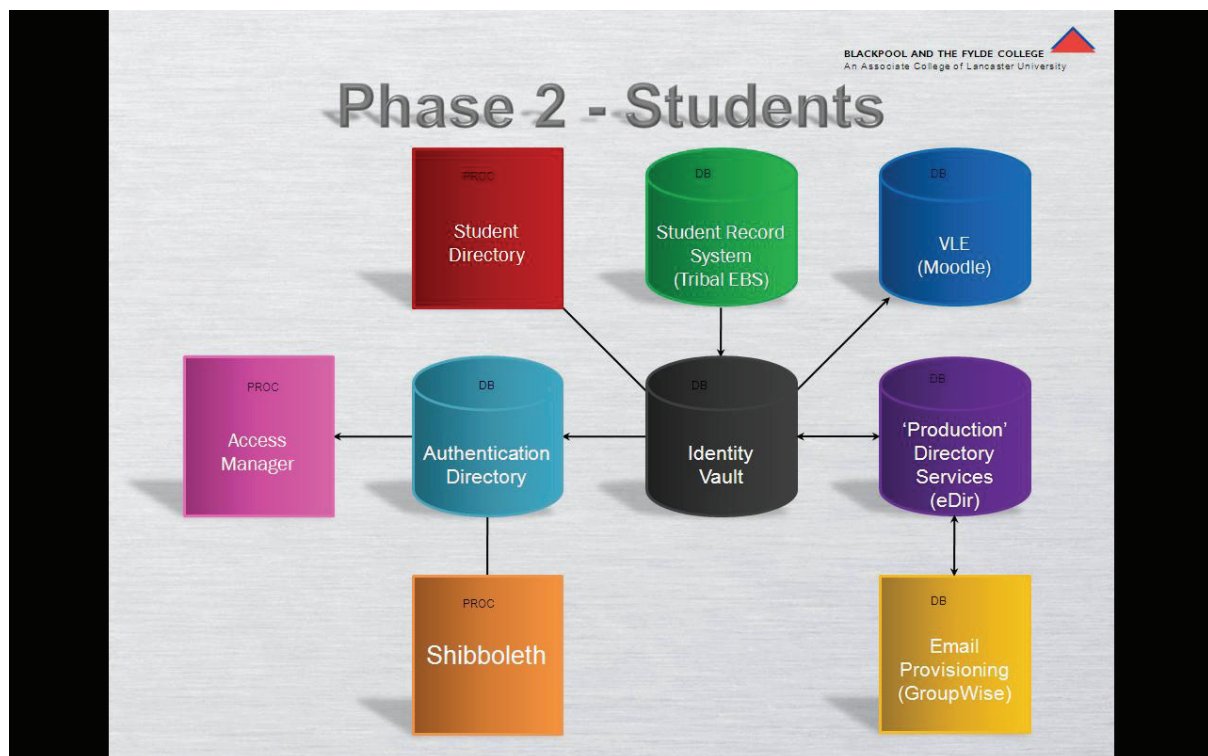 BLACKPOOL AND THE FYLDE COLLEGE
An Associate College of Lancaster University
Phase 2 - Students
PROC
Student
Directory
DB
Student Record
System
(Tribal EBS)
DB
VLE
(Moodle)
PROC
Access
Manager
DB
Authentication
Directory
DB
Identity
Vault
DB
‘Production’
Directory
Services
(eDir)
PROC
Shibboleth
DB
Email
Provisioning
(GroupWise)